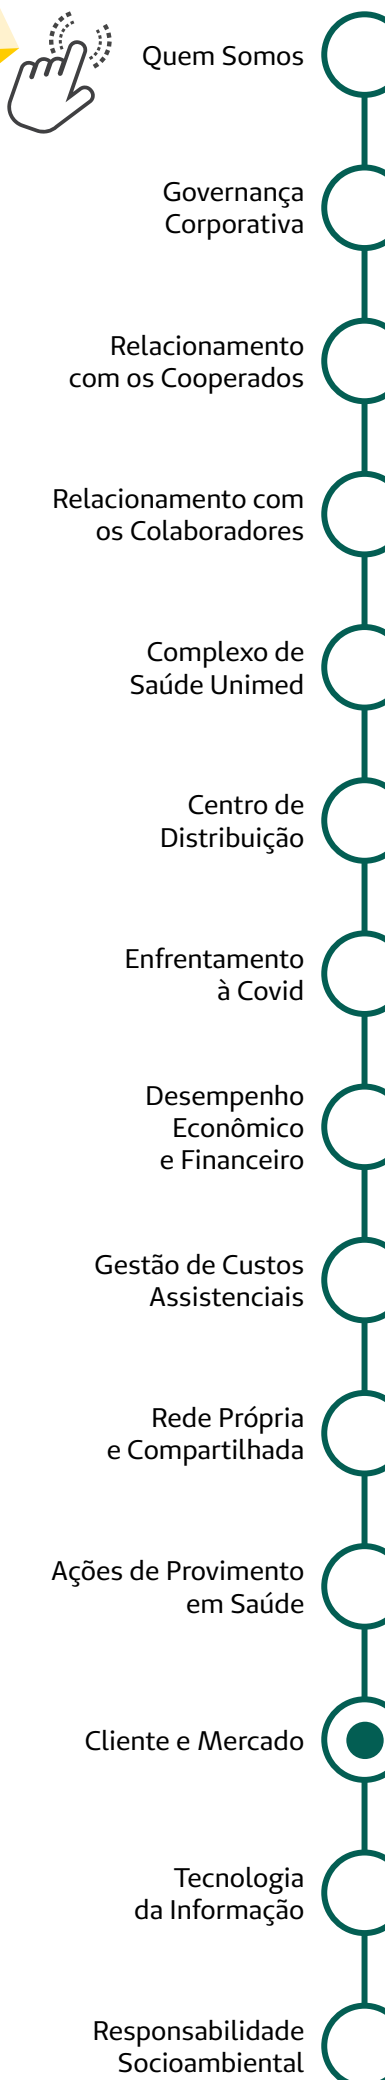 Quem Somos
Governança
Corporativa
Relacionamento
com os Cooperados
Relacionamento com
os Colaboradores
Complexo de
Saúde Unimed
Centro de
Distribuição
Enfrentamento
à Covid
Desempenho
Econômico
e Financeiro
Gestão de Custos
Assistenciais
Rede Própria
e Compartilhada
Ações de Provimento
em Saúde
Cliente e Mercado
Tecnologia
da Informação
Responsabilidade
Socioambiental